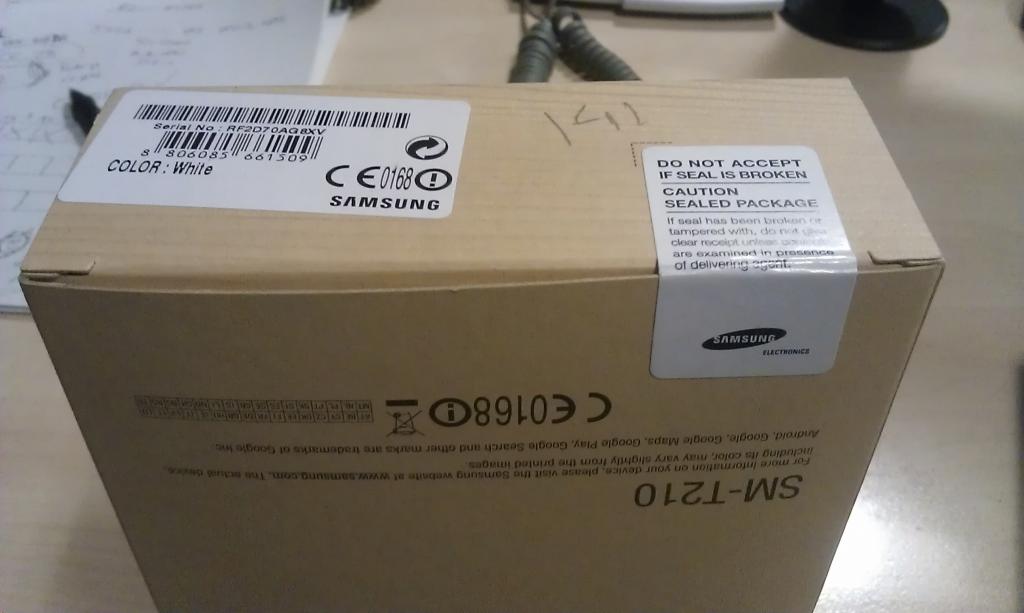 Serial No : RF2D70AG8XV
8 806085 661509
COLOR : White
CE0168
SAMSUNG
DO NOT ACCEPT
IF SEAL IS BROKEN
CAUTION
SEALED PACKAGE
If seal has been broken or
tampered with, do not give
clear receipt unless contents
are examined in presence
of delivering agent.
SAMSUNG
ELECTRONICS
SM-T210
For more information on your device, please, visit the Samsung website at www.samsung.com. The actual device,
including its color, may vary slightly from the printed images.
Android, Google, Google Maps, Google Play, Google Search and other marks are trademarks of Google Inc.
CE0168